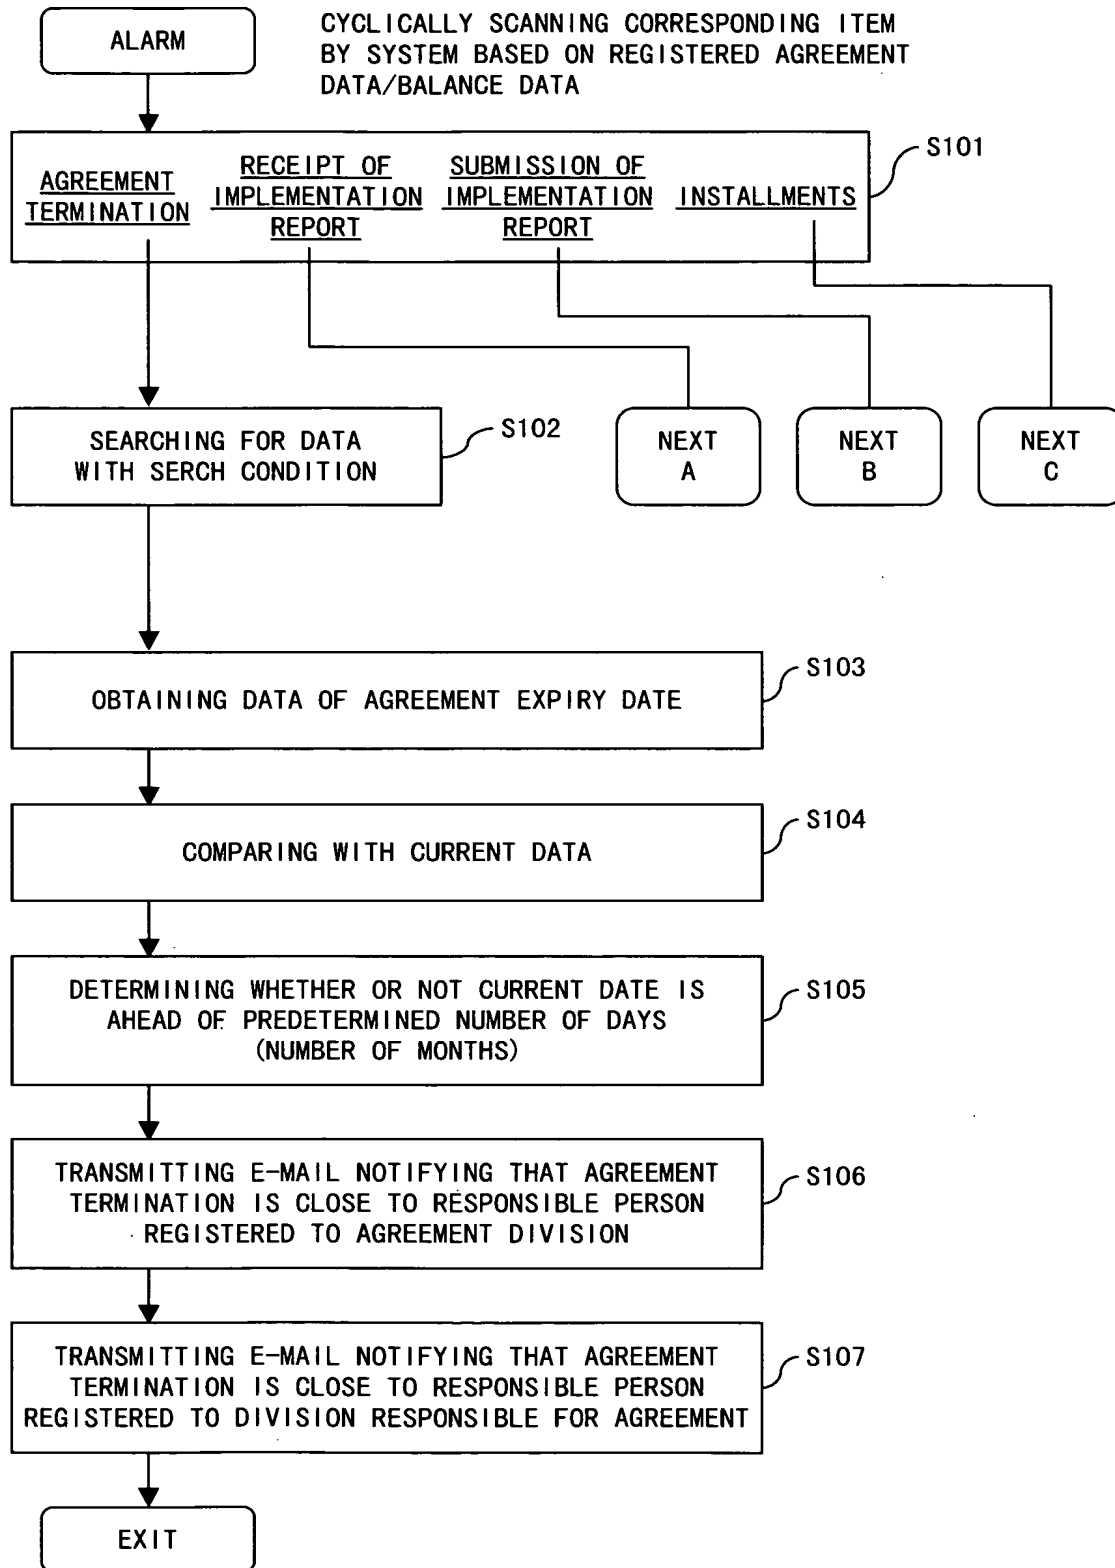 ALARM
CYCLICALLY SCANNING CORRESPONDING ITEM
BY SYSTEM BASED ON REGISTERED AGREEMENT
DATA/BALANCE DATA
S101
AGREEMENT
TERMINATION
RECEIPT OF
IMPLEMENTATION
REPORT
SUBMISSION OF
IMPLEMENTATION
REPORT
INSTALLMENTS
SEARCHING FOR DATA
WITH SERCH CONDITION
S102
NEXT
A
NEXT
B
NEXT
C
OBTAINING DATA OF AGREEMENT EXPIRY DATE
S103
COMPARING WITH CURRENT DATA
S104
DETERMINING WHETHER OR NOT CURRENT DATE IS
AHEAD OF PREDETERMINED NUMBER OF DAYS
(NUMBER OF MONTHS)
S105
TRANSMITTING E-MAIL NOTIFYING THAT AGREEMENT
TERMINATION IS CLOSE TO RESPONSIBLE PERSON
REGISTERED TO AGREEMENT DIVISION
S106
TRANSMITTING E-MAIL NOTIFYING THAT AGREEMENT
TERMINATION IS CLOSE TO RESPONSIBLE PERSON
REGISTERED TO DIVISION RESPONSIBLE FOR AGREEMENT
S107
EXIT